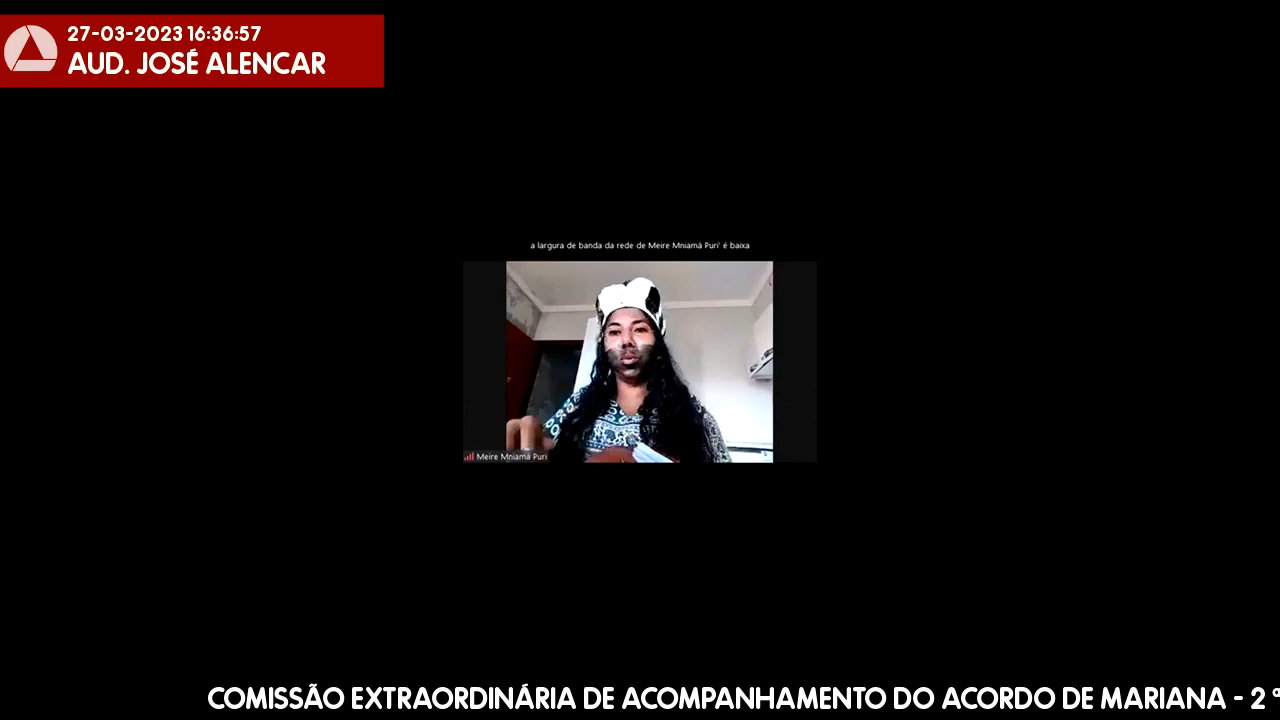 27-03-2023 16:36:57
AUD. JOSÉ ALENCAR
a largura de banda da rede de Meire Mniamá Puri' é baixa
Meire Mniamá Puri
COMISSÃO EXTRAORDINÁRIA DE ACOMPANHAMENTO DO ACORDO DE MARIANA - 2 ª